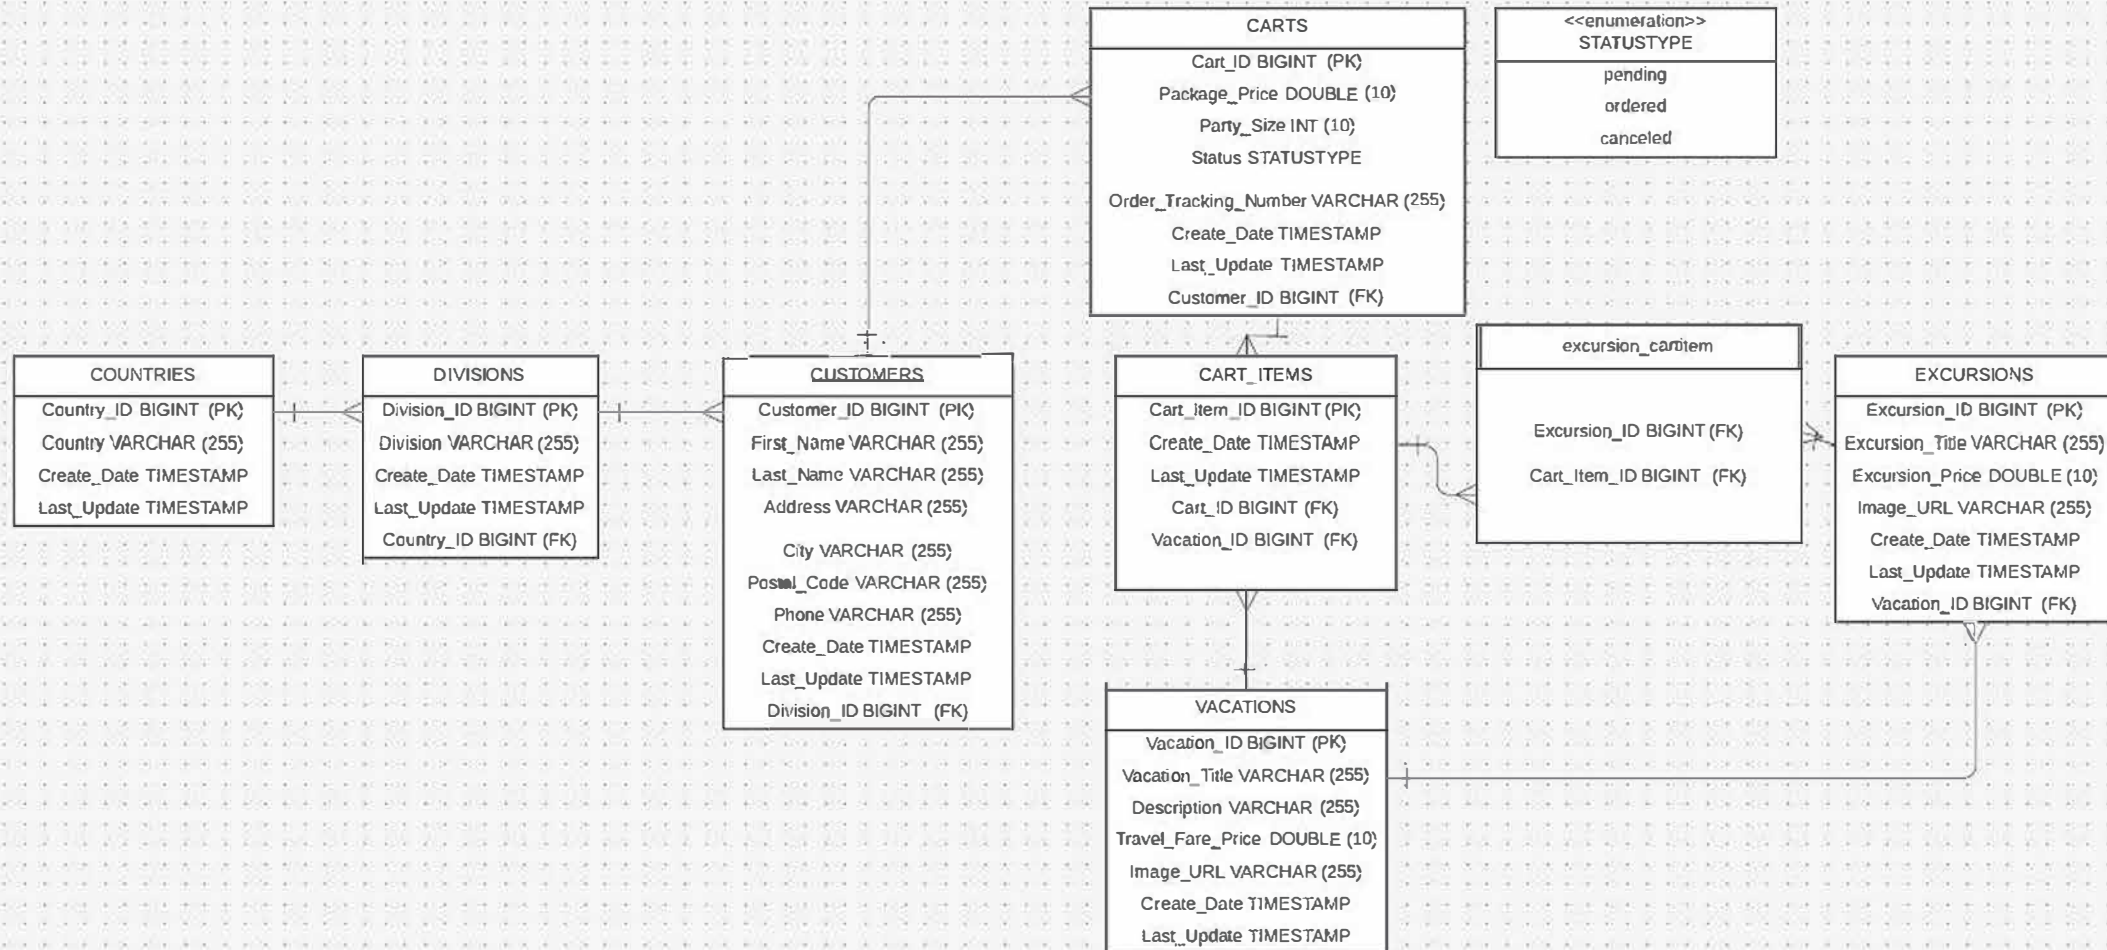 CARTS
Cart_ID BIGINT (PK)
Package_Price DOUBLE (10)
Party_Size INT (10)
Status STATUSTYPE
Order_Tracking_Number VARCHAR (255)
Create_Date TIMESTAMP
Last_Update TIMESTAMP
Customer_ID BIGINT (FK)
<<enumeration>>
STATUSTYPE
pending
ordered
canceled
COUNTRIES
Country_ID BIGINT (PK)
Country VARCHAR (255)
Create_Date TIMESTAMP
Last_Update TIMESTAMP
DIVISIONS
Division_ID BIGINT (PK)
Division VARCHAR (255)
Create_Date TIMESTAMP
Last_Update TIMESTAMP
Country_ID BIGINT (FK)
CUSTOMERS
Customer_ID BIGINT (PK)
First_Name VARCHAR (255)
Last_Name VARCHAR (255)
Address VARCHAR (255)
City VARCHAR (255)
Postal_Code VARCHAR (255)
Phone VARCHAR (255)
Create_Date TIMESTAMP
Last_Update TIMESTAMP
Division_ID BIGINT (FK)
CART_ITEMS
Cart_Item_ID BIGINT (PK)
Create_Date TIMESTAMP
Last_Update TIMESTAMP
Cart_ID BIGINT (FK)
Vacation_ID BIGINT (FK)
excursion_cartitem
Excursion_ID BIGINT (FK)
Cart_Item_ID BIGINT (FK)
EXCURSIONS
Excursion_ID BIGINT (PK)
Excursion_Title VARCHAR (255)
Excursion_Price DOUBLE (10)
Image_URL VARCHAR (255)
Create_Date TIMESTAMP
Last_Update TIMESTAMP
Vacation_ID BIGINT (FK)
VACATIONS
Vacation_ID BIGINT (PK)
Vacation_Title VARCHAR (255)
Description VARCHAR (255)
Travel_Fare_Price DOUBLE (10)
Image_URL VARCHAR (255)
Create_Date TIMESTAMP
Last_Update TIMESTAMP